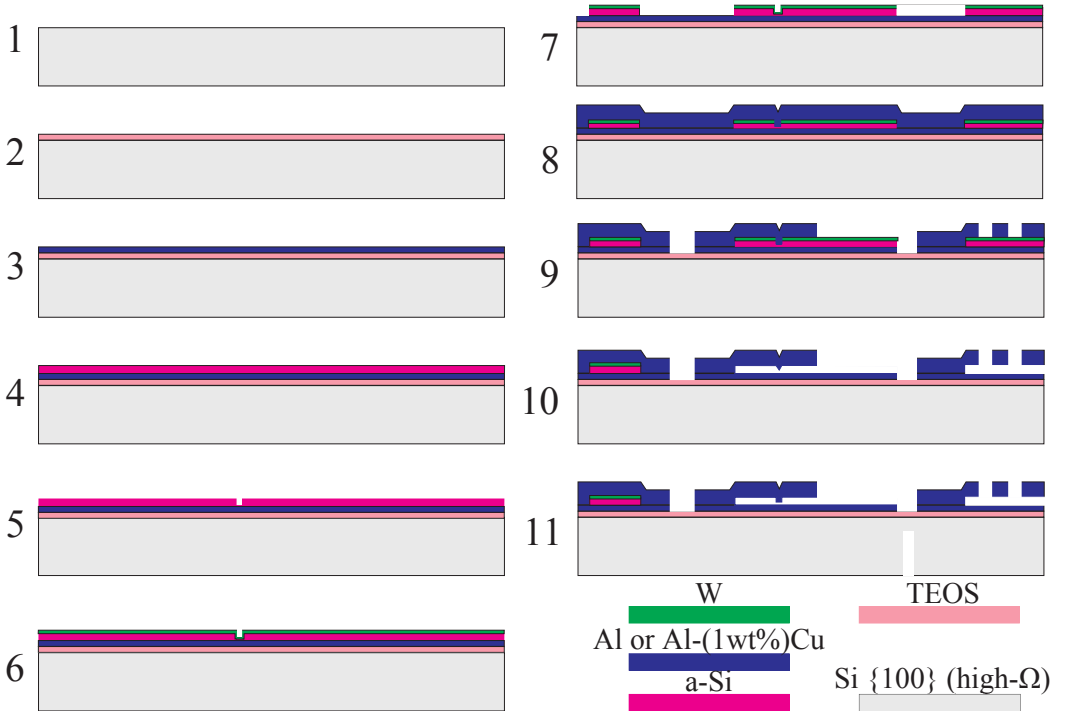 1
2
3
4
5
6
7
8
9
10
11
W
TEOS
Al or Al-(1wt%)Cu
a-Si
Si {100} (high-Ω)